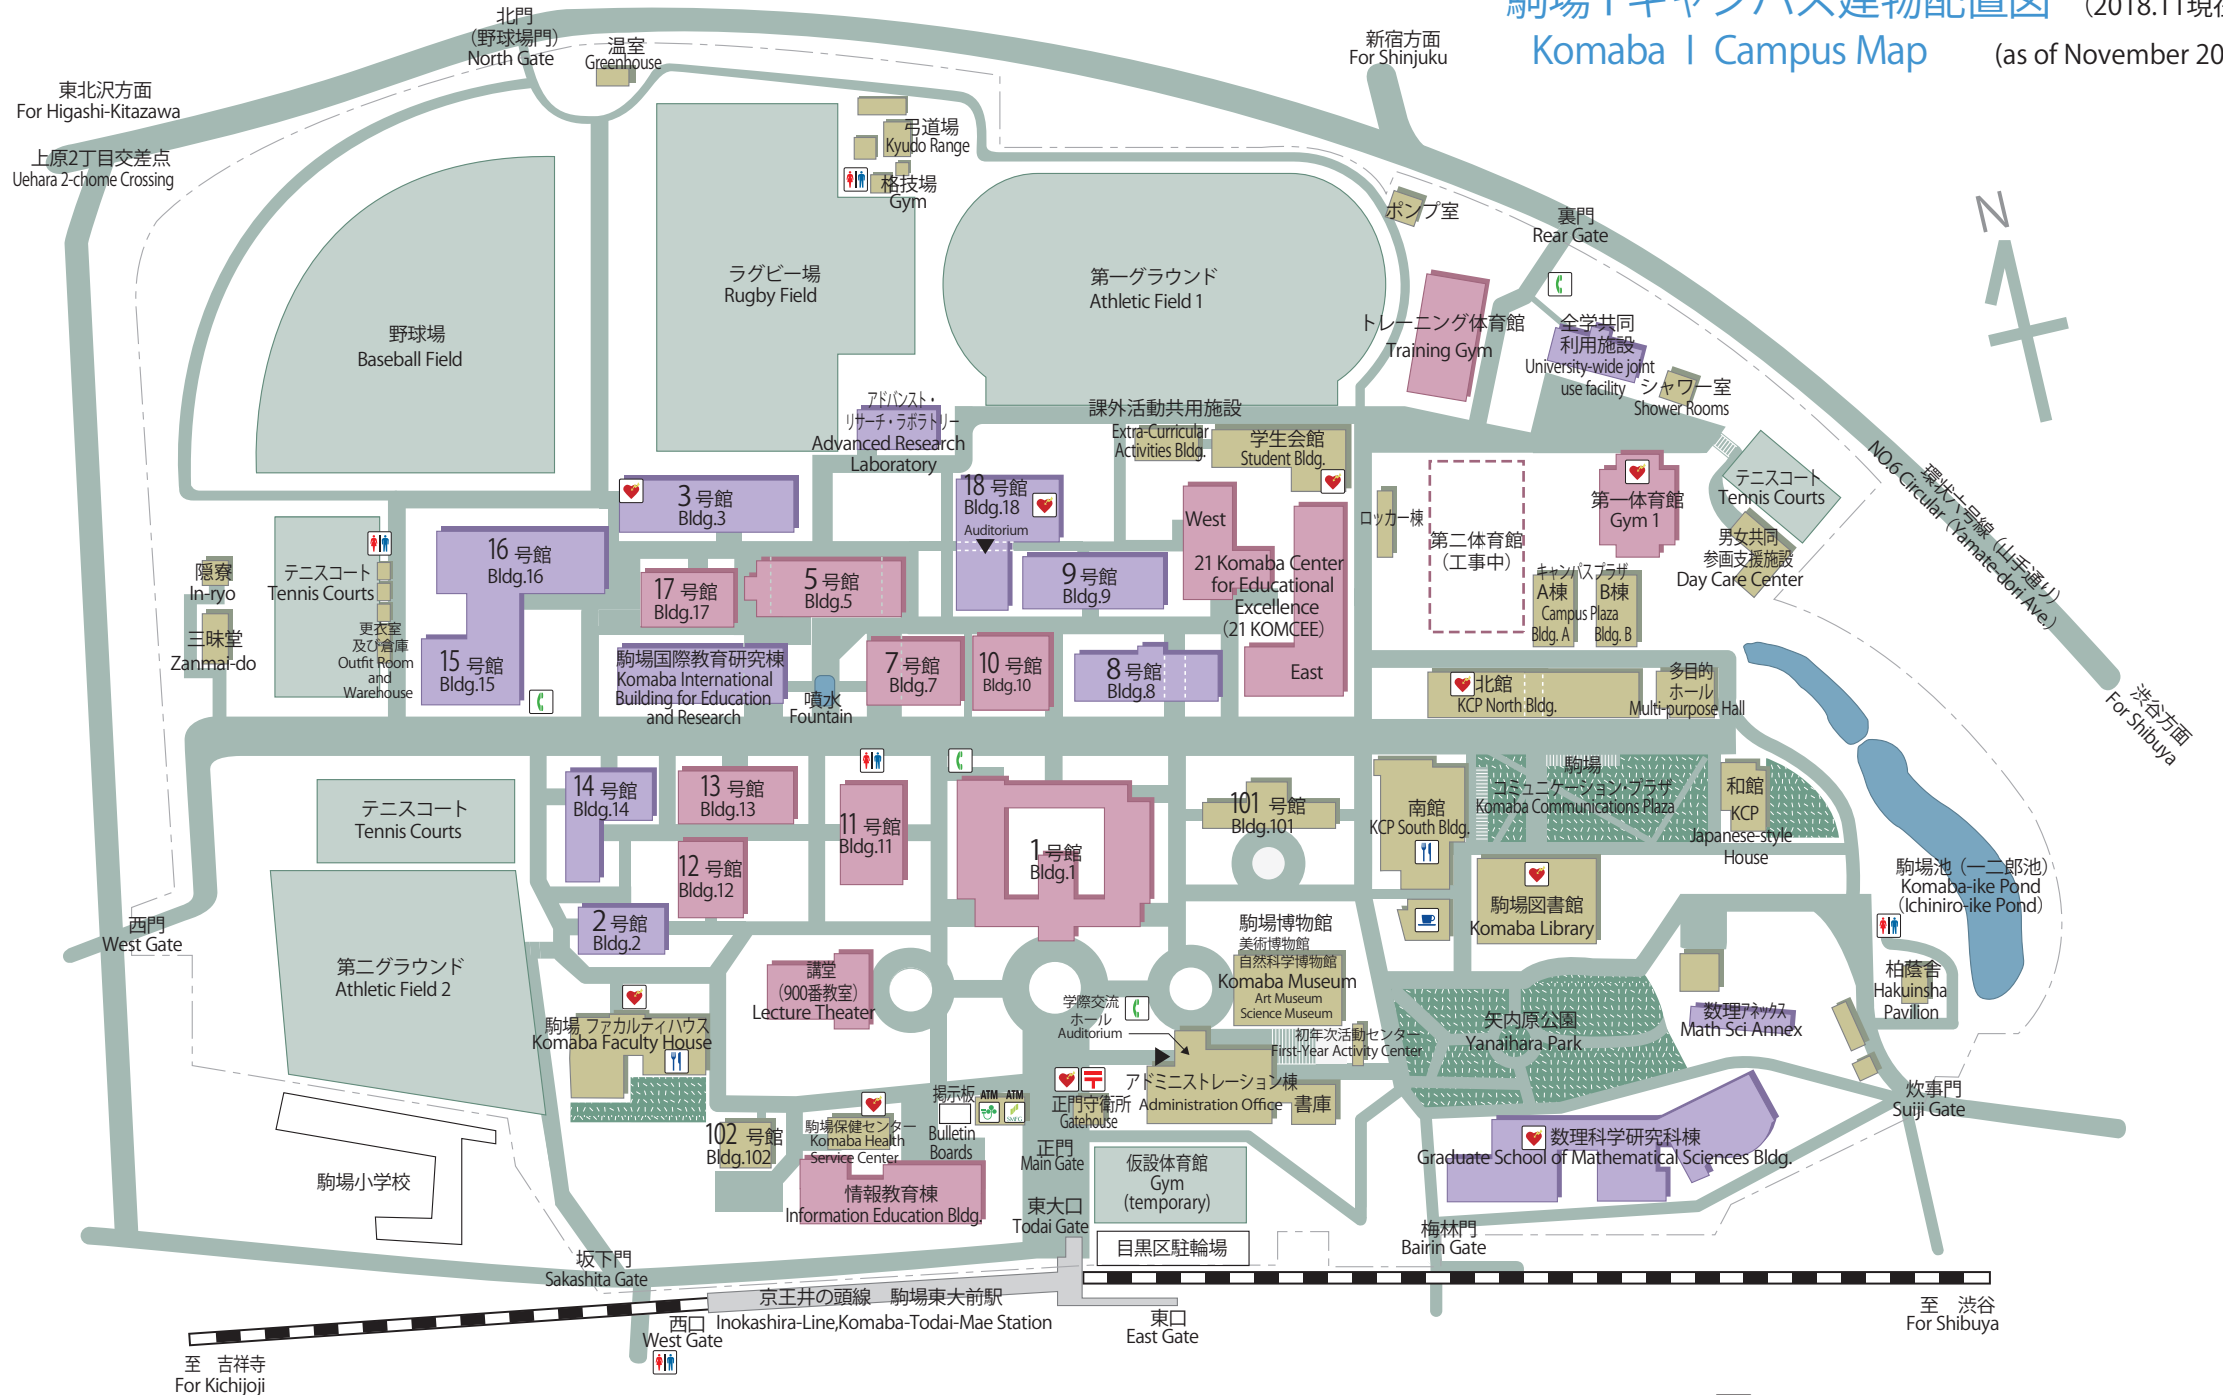 駒場Ⅰキャンパス建物配置図 (2018.11現在
Komaba Ⅰ Campus Map (as of November 20
北門
(野球場門)
North Gate
温室
Greenhouse
新宿方面
For Shinjuku
東北沢方面
For Higashi-Kitazawa
上原2丁目交差点
Uehara 2-chome Crossing
弓道場
Kyudo Range
格技場
Gym
N
ポンプ室
裏門
Rear Gate
野球場
Baseball Field
ラグビー場
Rugby Field
第一グラウンド
Athletic Field 1
トレーニング体育館
Training Gym
全学共同
利用施設
University-wide joint
use facility
シャワー室
Shower Rooms
アドバンスト・
リサーチ・ラボラトリー
Advanced Research
Laboratory
課外活動共用施設
Extra-Curricular
Activities Bldg.
学生会館
Student Bldg.
環状六号線(山手通り)
NO.6 Circular (Yamate-dori Ave.)
テニスコート
Tennis Courts
3 号館
Bldg.3
18 号館
Bldg.18
Auditorium
West
ロッカー棟
第二体育館
(工事中)
第一体育館
Gym 1
男女共同
参画支援施設
Day Care Center
16 号館
Bldg.16
17 号館
Bldg.17
5 号館
Bldg.5
9 号館
Bldg.9
21 Komaba Center
for Educational
Excellence
(21 KOMCEE)
East
キャンパスプラザ
A棟
B棟
Campus Plaza
Bldg. A
Bldg. B
隠寮
In-ryo
三昧堂
Zanmai-do
テニスコート
Tennis Courts
更衣室
及び倉庫
Outfit Room
and
Warehouse
15 号館
Bldg.15
駒場国際教育研究棟
Komaba International
Building for Education
and Research
噴水
Fountain
7 号館
Bldg.7
10 号館
Bldg.10
8 号館
Bldg.8
北館
KCP North Bldg.
多目的
ホール
Multi-purpose Hall
渋谷方面
For Shibuya
テニスコート
Tennis Courts
14 号館
Bldg.14
13 号館
Bldg.13
12 号館
Bldg.12
11 号館
Bldg.11
1 号館
Bldg.1
101 号館
Bldg.101
南館
KCP South Bldg.
駒場
コミュニケーション・プラザ
Komaba Communications Plaza
和館
KCP
Japanese-style
House
駒場池(一二郎池)
Komaba-ike Pond
(Ichiniro-ike Pond)
西門
West Gate
2 号館
Bldg.2
駒場図書館
Komaba Library
第二グラウンド
Athletic Field 2
講堂
(900番教室)
Lecture Theater
駒場博物館
美術博物館
自然科学博物館
Komaba Museum
Art Museum
Science Museum
柏蔭舎
Hakuinsha
Pavilion
駒場 ファカルティハウス
Komaba Faculty House
学際交流
ホール
Auditorium
初年次活動センター
First-Year Activity Center
矢内原公園
Yanaihara Park
数理アネックス
Math Sci Annex
掲示板
Bulletin
Boards
ATM ATM
SMFG
正門守衛所
Gatehouse
アドミニストレーション棟
Administration Office
書庫
炊事門
Suiji Gate
102 号館
Bldg.102
駒場保健センター
Komaba Health
Service Center
正門
Main Gate
仮設体育館
Gym
(temporary)
数理科学研究科棟
Graduate School of Mathematical Sciences Bldg.
駒場小学校
情報教育棟
Information Education Bldg.
東大口
Todai Gate
目黒区駐輪場
梅林門
Bairin Gate
坂下門
Sakashita Gate
京王井の頭線 駒場東大前駅
Inokashira-Line,Komaba-Todai-Mae Station
西口
West Gate
東口
East Gate
至 渋谷
For Shibuya
至 吉祥寺
For Kichijoji